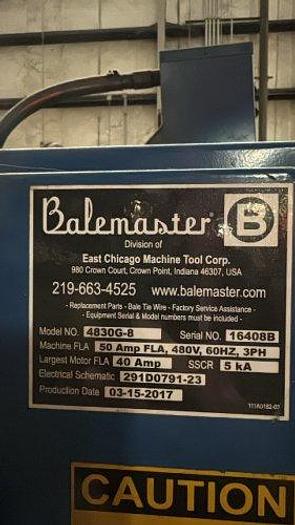 Balemaster® B
Division of
East Chicago Machine Tool Corp.
980 Crown Court, Crown Point, Indiana 46307, USA
219-663-4525 www.balemaster.com
- Replacement Parts - Bale Tie Wire - Factory Service Assistance -
- Equipment Serial & Model numbers must be included -
Model NO. 4830G-8 Serial NO. 16408B
Machine FLA 50 Amp FLA, 480V, 60HZ, 3PH
Largest Motor FLA 40 Amp SSCR 5 kA
Electrical Schematic 291D0791-23
Production Date 03-15-2017
CAUTION